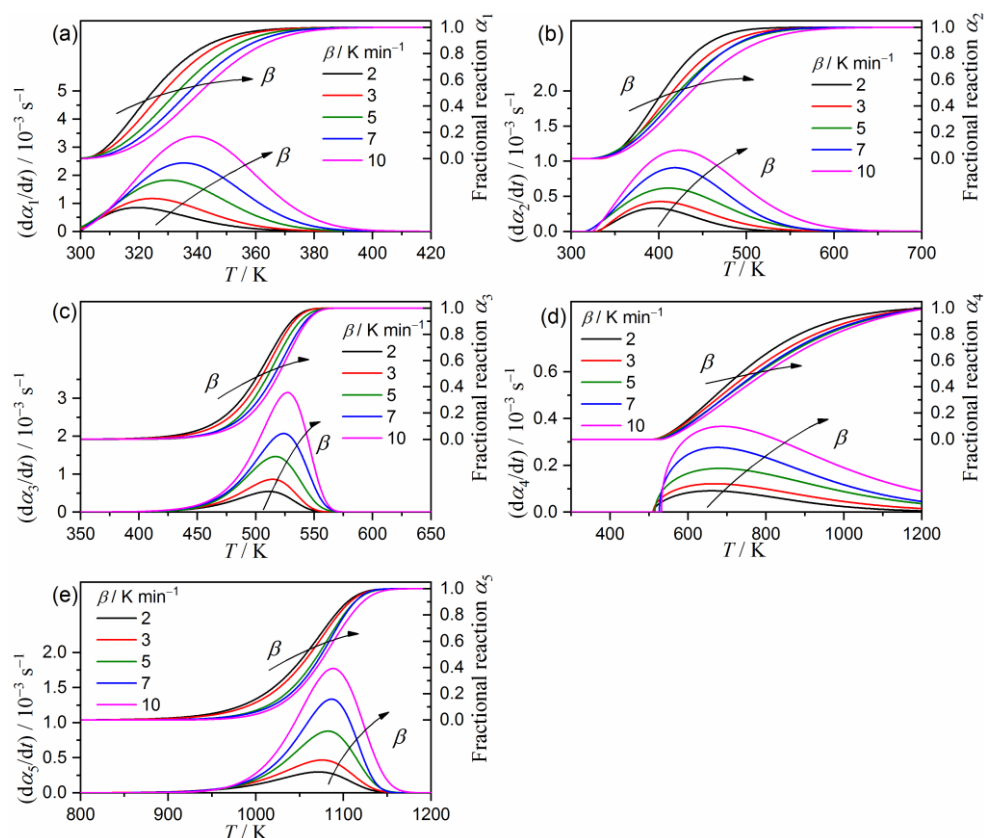 (a)
β / K min⁻¹
2
3
5
7
10
β
β
5
4
3
2
1
0
300 320 340 360 380 400 420
1.0
0.8
0.6
0.4
0.2
0.0
T / K
(dα₁/dt) / 10⁻³ s⁻¹
Fractional reaction α₁
(b)
β / K min⁻¹
2
3
5
7
10
β
β
2.0
1.5
1.0
0.5
0.0
300 400 500 600 700
1.0
0.8
0.6
0.4
0.2
0.0
T / K
(dα₂/dt) / 10⁻³ s⁻¹
Fractional reaction α₂
(c)
β / K min⁻¹
2
3
5
7
10
β
β
3
2
1
0
350 400 450 500 550 600 650
1.0
0.8
0.6
0.4
0.2
0.0
T / K
(dα₃/dt) / 10⁻³ s⁻¹
Fractional reaction α₃
(d)
β / K min⁻¹
2
3
5
7
10
β
β
0.6
0.4
0.2
0.0
400 600 800 1000 1200
1.0
0.8
0.6
0.4
0.2
0.0
T / K
(dα₄/dt) / 10⁻³ s⁻¹
Fractional reaction α₄
(e)
β / K min⁻¹
2
3
5
7
10
β
β
2.0
1.5
1.0
0.5
0.0
800 900 1000 1100 1200
1.0
0.8
0.6
0.4
0.2
0.0
T / K
(dα₅/dt) / 10⁻³ s⁻¹
Fractional reaction α₅